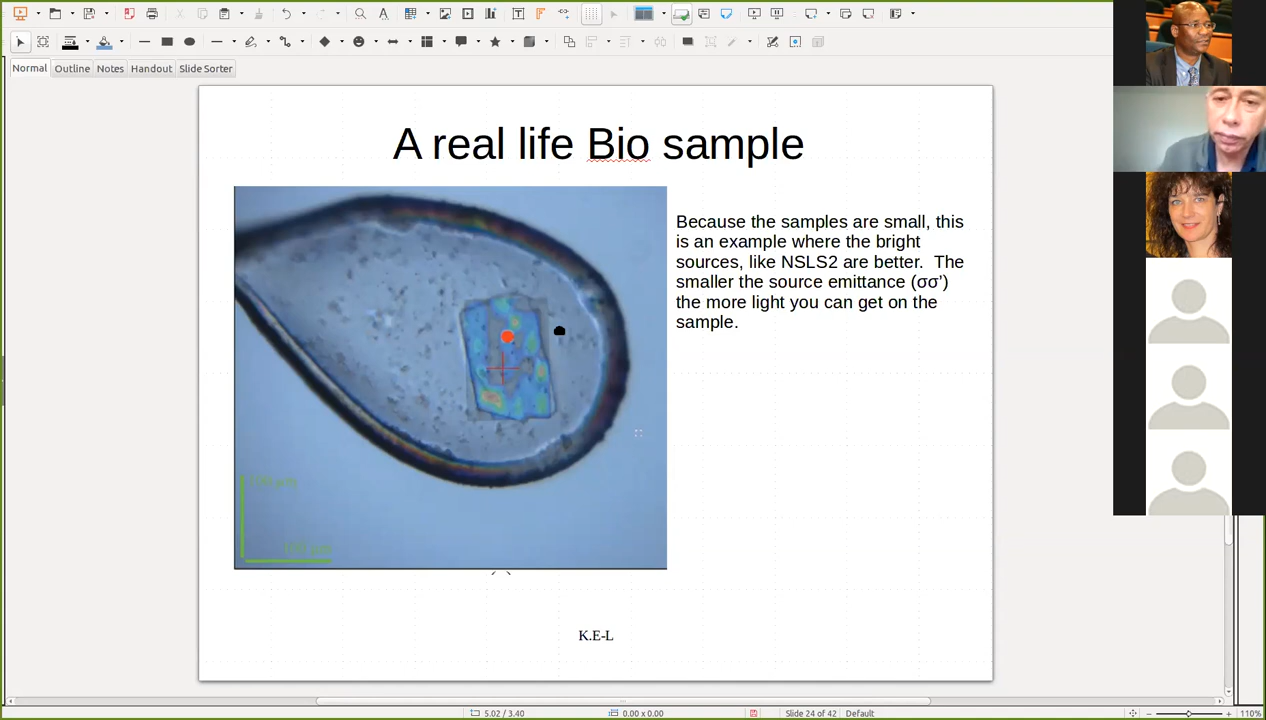 Normal Outline Notes Handout Slide Sorter
A real life Bio sample
Because the samples are small, this
is an example where the bright
sources, like NSLS2 are better. The
smaller the source emittance (σσ’)
the more light you can get on the
sample.
100 µm
K.E-L
5.02 / 3.40 0.00 x 0.00 Slide 24 of 42 Default 110%